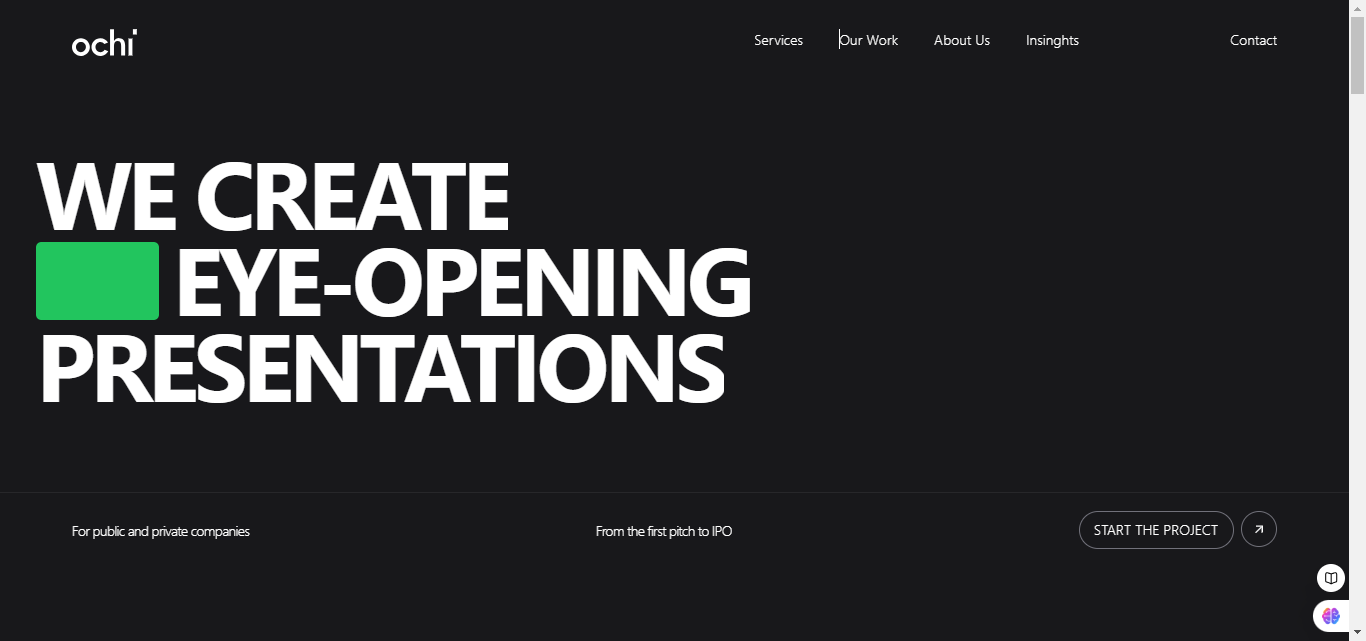 ochi
Services Our Work About Us Insinghts Contact
WE CREATE
EYE-OPENING
PRESENTATIONS
For public and private companies From the first pitch to IPO START THE PROJECT